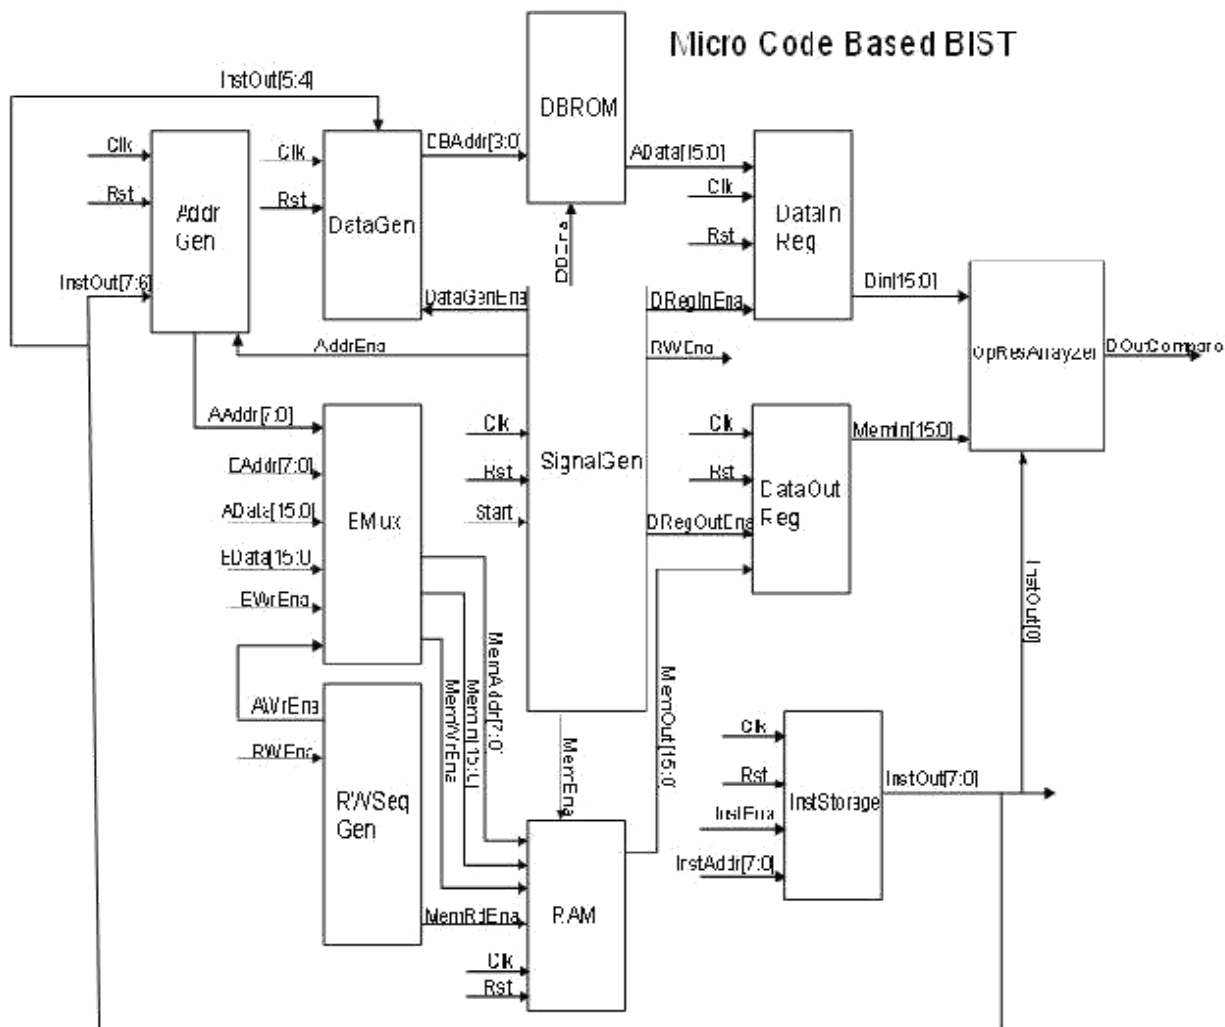 Micro Code Based BIST
InstOut[5:4]
DBROM
Clk
Rst
Addr
Gen
InstOut[7:6]
Clk
Rst
DataGen
DBAddr[3:0]
AData[15:0]
Clk
Rst
DataIn
Reg
DataGenEna
DRegInEna
Din[15:0]
AddrEna
RWEna
DOutCompare
AAddr[7:0]
EAddr[7:0]
AData[15:0]
EData[15:0]
EWrEna
EMux
Clk
Rst
Start
SignalGen
Clk
Rst
DataOut
Reg
MemIn[15:0]
DRegOutEna
InstOut[0]
AWrEna
RWEna
RWSeq
Gen
MemWrEna
MemIn[15:0]
MemAddr[7:0]
MemEna
MemOut[15:0]
Clk
Rst
InstEna
InstAddr[7:0]
InstStorage
InstOut[7:0]
MemRdEna
RAM
Clk
Rst